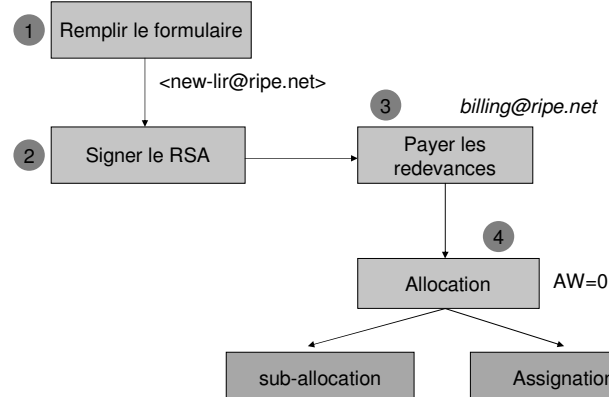 1
Remplir le formulaire
<new-lir@ripe.net>
3
billing@ripe.net
2
Signer le RSA
Payer les
redevances
4
Allocation
AW=0
sub-allocation
Assignation